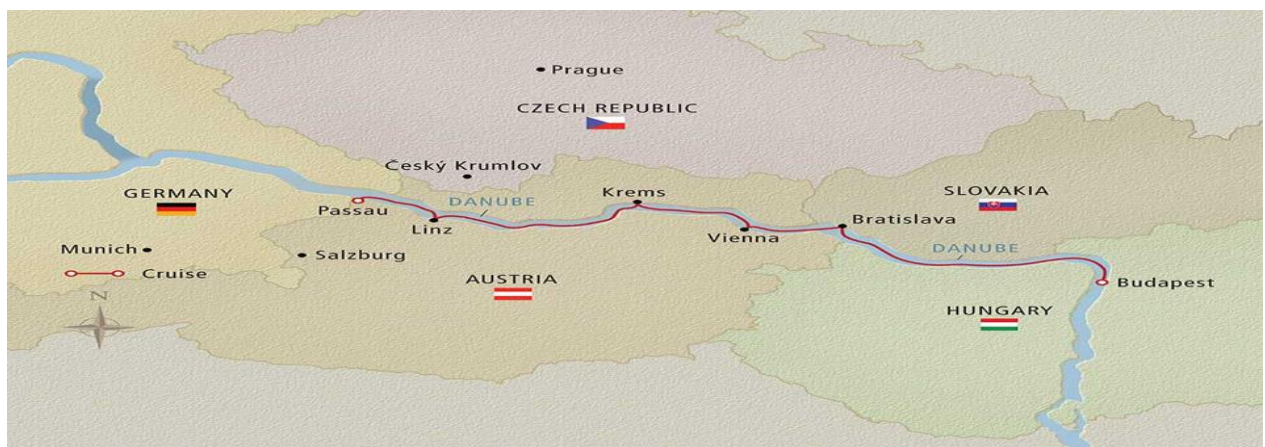 Prague
CZECH REPUBLIC
Český Krumlov
GERMANY
Passau
DANUBE
Linz
Krems
Vienna
SLOVAKIA
Bratislava
DANUBE
Munich
Salzburg
Cruise
AUSTRIA
Budapest
HUNGARY
N